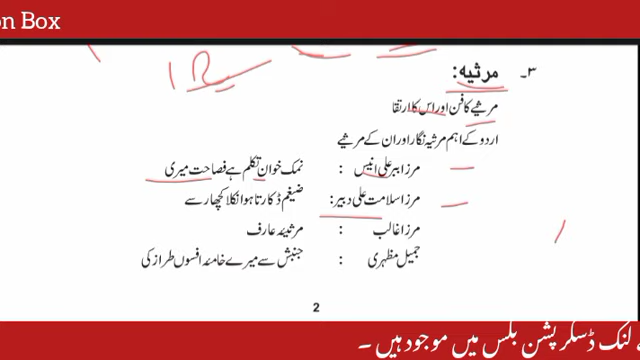 on Box
۳۔ مرثیہ:
مرثیے کا فن اور اس کا ارتقا
اردو کے اہم مرثیہ نگار اور ان کے مرثیے
مرزا ببر علی انیس : نمک خوان تکلم ہے فصاحت میری
مرزا سلامت علی دبیر: ضیغم ڈکارتا ہوا نکلا کچھار سے
مرزا غالب : مرثیۂ عارف
جمیل مظہری : جنبش سے میرے خامۂ افسوں طراز کی
2
لنک ڈسکرپشن بکس میں موجود ہیں ۔